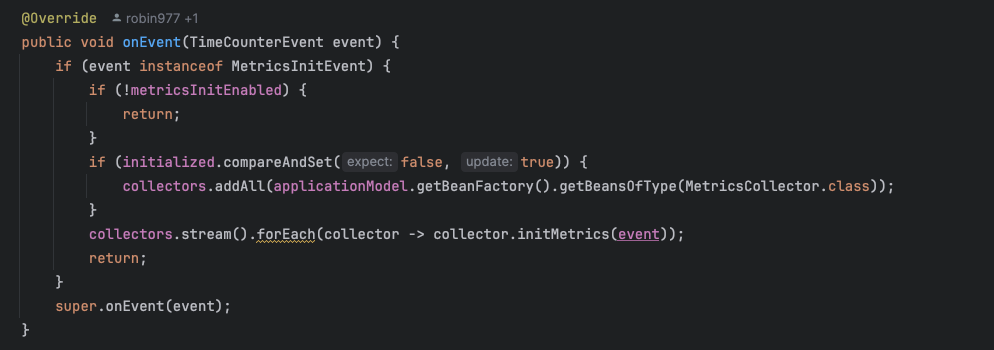 @Override robin977 +1
public void onEvent(TimeCounterEvent event) {
    if (event instanceof MetricsInitEvent) {
        if (!metricsInitEnabled) {
            return;
        }
        if (initialized.compareAndSet( expect: false, update: true)) {
            collectors.addAll(applicationModel.getBeanFactory().getBeansOfType(MetricsCollector.class));
        }
        collectors.stream().forEach(collector -> collector.initMetrics(event));
        return;
    }
    super.onEvent(event);
}